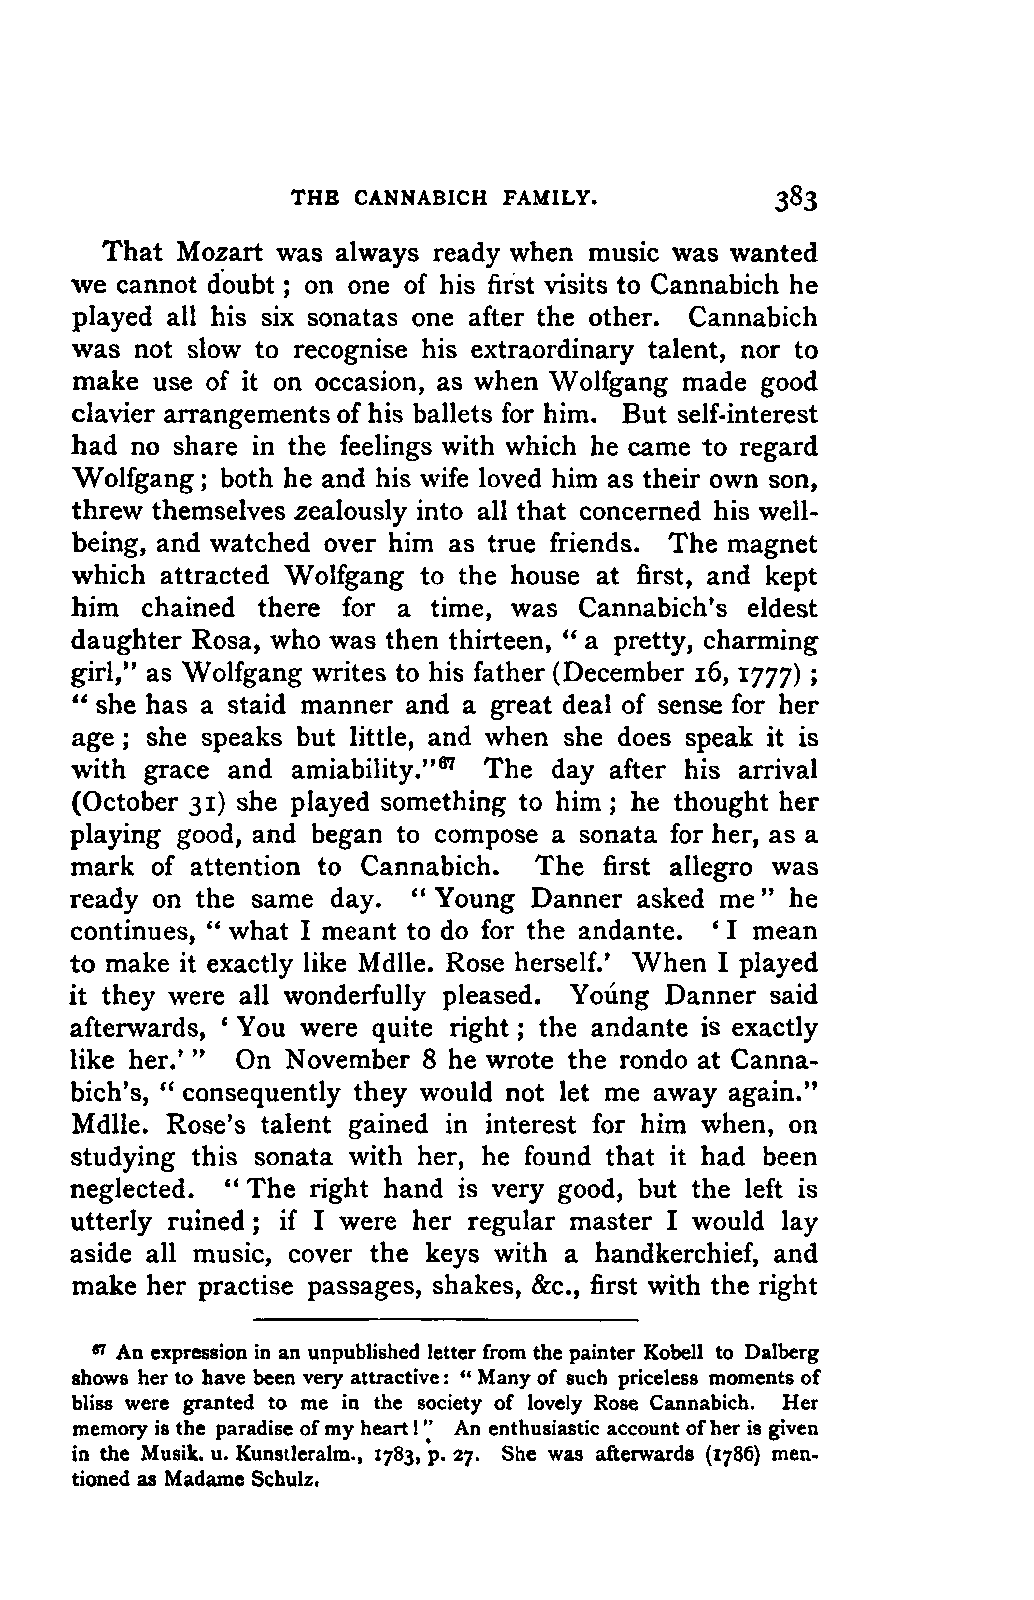 THE CANNABICH FAMILY. 383
That Mozart was always ready when music was wanted
we cannot doubt ; on one of his first visits to Cannabich he
played all his six sonatas one after the other. Cannabich
was not slow to recognise his extraordinary talent, nor to
make use of it on occasion, as when Wolfgang made good
clavier arrangements of his ballets for him. But self-interest
had no share in the feelings with which he came to regard
Wolfgang ; both he and his wife loved him as their own son,
threw themselves zealously into all that concerned his well-
being, and watched over him as true friends. The magnet
which attracted Wolfgang to the house at first, and kept
him chained there for a time, was Cannabich's eldest
daughter Rosa, who was then thirteen, " a pretty, charming
girl," as Wolfgang writes to his father (December 16, 1777) ;
" she has a staid manner and a great deal of sense for her
age ; she speaks but little, and when she does speak it is
with grace and amiability."⁶⁷ The day after his arrival
(October 31) she played something to him ; he thought her
playing good, and began to compose a sonata for her, as a
mark of attention to Cannabich. The first allegro was
ready on the same day. " Young Danner asked me " he
continues, " what I meant to do for the andante. ' I mean
to make it exactly like Mdlle. Rose herself.' When I played
it they were all wonderfully pleased. Young Danner said
afterwards, ' You were quite right ; the andante is exactly
like her.' " On November 8 he wrote the rondo at Canna-
bich's, " consequently they would not let me away again."
Mdlle. Rose's talent gained in interest for him when, on
studying this sonata with her, he found that it had been
neglected. " The right hand is very good, but the left is
utterly ruined ; if I were her regular master I would lay
aside all music, cover the keys with a handkerchief, and
make her practise passages, shakes, &c., first with the right
⁶⁷ An expression in an unpublished letter from the painter Kobell to Dalberg
shows her to have been very attractive : " Many of such priceless moments of
bliss were granted to me in the society of lovely Rose Cannabich. Her
memory is the paradise of my heart ! ". An enthusiastic account of her is given
in the Musik. u. Kunstleralm., 1783, p. 27. She was afterwards (1786) men-
tioned as Madame Schulz.